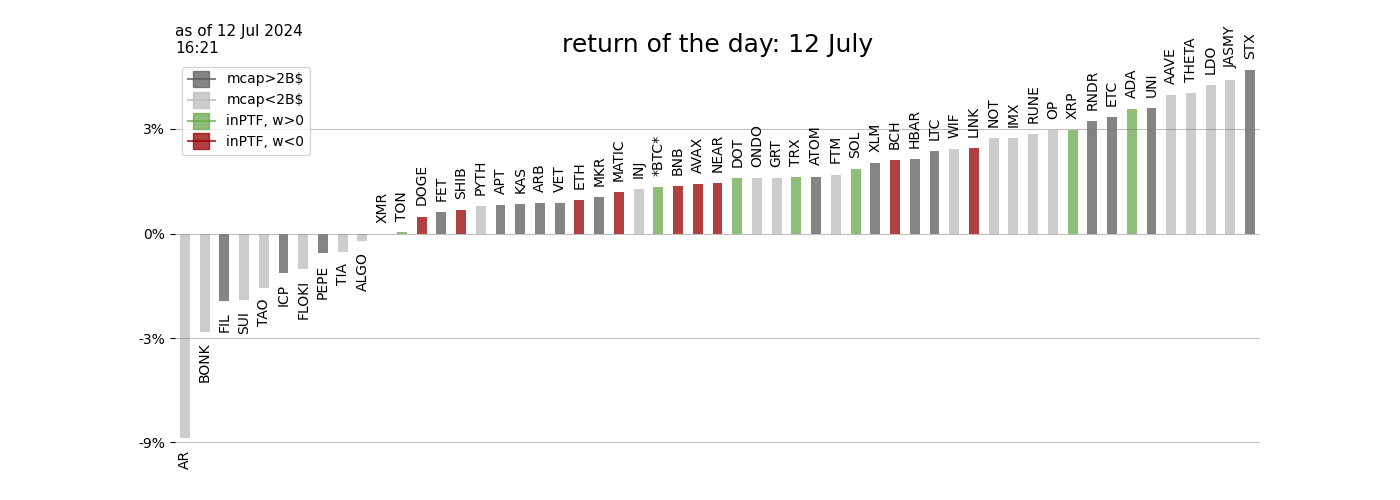 as of 12 Jul 2024
16:21
return of the day: 12 July
mcap>2B$
mcap<2B$
inPTF, w>0
inPTF, w<0
3%
0%
-3%
-9%
AR
BONK
FIL
SUI
TAO
ICP
FLOKI
PEPE
TIA
ALGO
XMR
TON
DOGE
FET
SHIB
PYTH
APT
KAS
ARB
VET
ETH
MKR
MATIC
INJ
*BTC*
BNB
AVAX
NEAR
DOT
ONDO
GRT
TRX
ATOM
FTM
SOL
XLM
BCH
HBAR
LTC
WIF
LINK
NOT
IMX
RUNE
OP
XRP
RNDR
ETC
ADA
UNI
AAVE
THETA
LDO
JASMY
STX